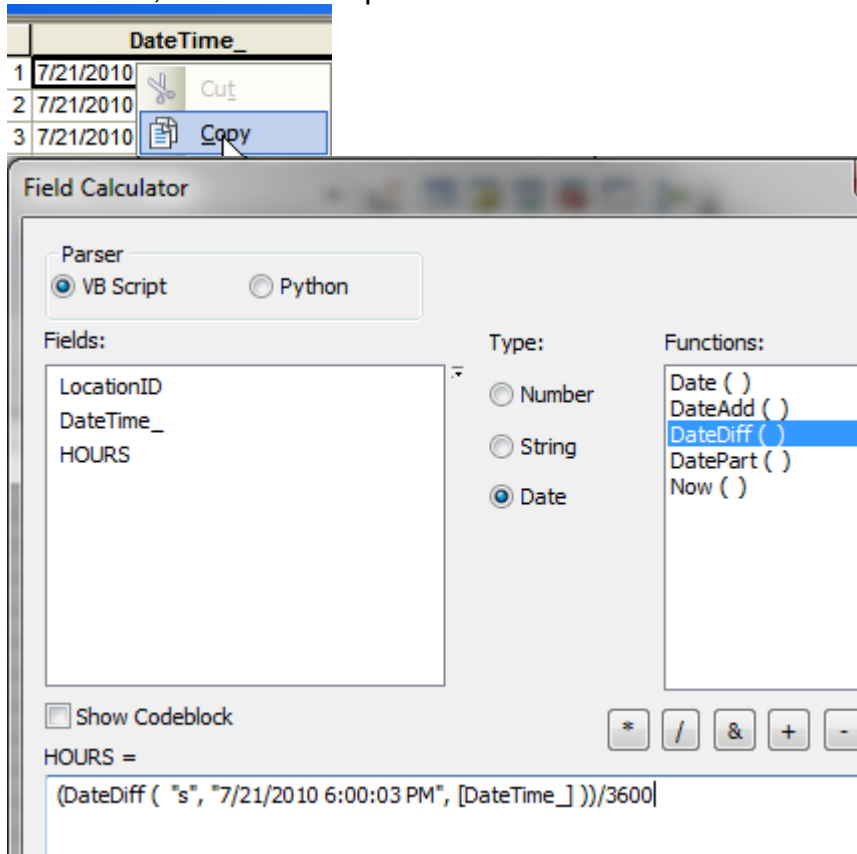 DateTime_
1 7/21/2010
2 7/21/2010
3 7/21/2010
Cut
Copy
Field Calculator
Parser
VB Script Python
Fields: Type: Functions:
LocationID
DateTime_
HOURS
Number
String
Date
Date ( )
DateAdd ( )
DateDiff ( )
DatePart ( )
Now ( )
Show Codeblock
* / & + -
HOURS =
(DateDiff ( "s", "7/21/2010 6:00:03 PM", [DateTime_] ))/3600